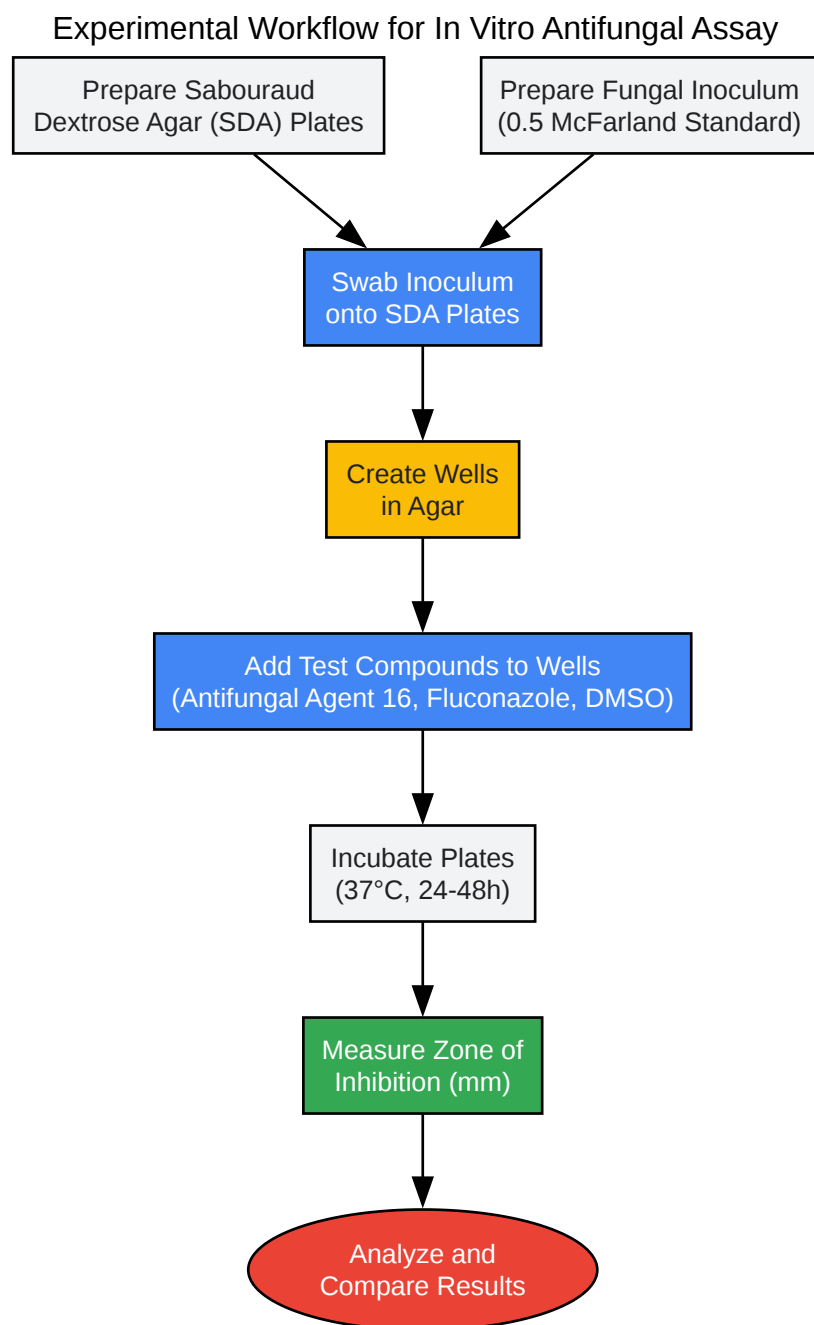 Experimental Workflow for In Vitro Antifungal Assay
Prepare Sabouraud
Dextrose Agar (SDA) Plates
Prepare Fungal Inoculum
(0.5 McFarland Standard)
Swab Inoculum
onto SDA Plates
Create Wells
in Agar
Add Test Compounds to Wells
(Antifungal Agent 16, Fluconazole, DMSO)
Incubate Plates
(37°C, 24-48h)
Measure Zone of
Inhibition (mm)
Analyze and
Compare Results